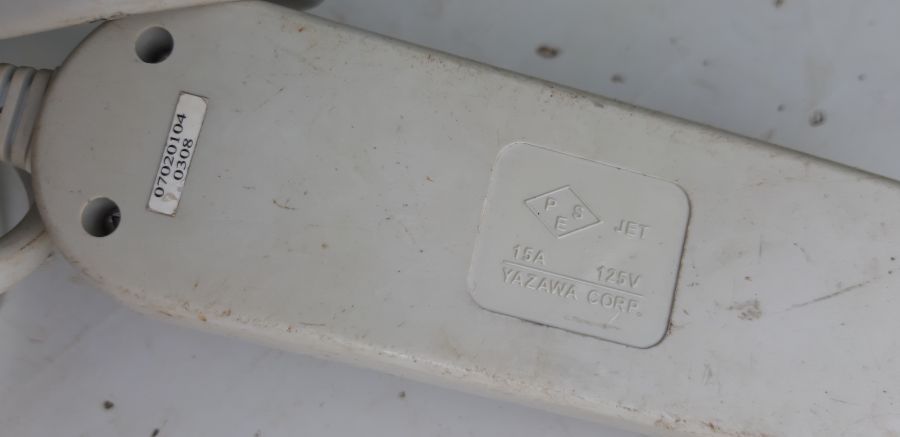 07020104
0308
P S
E
JET
15A 125V
YAZAWA CORP.